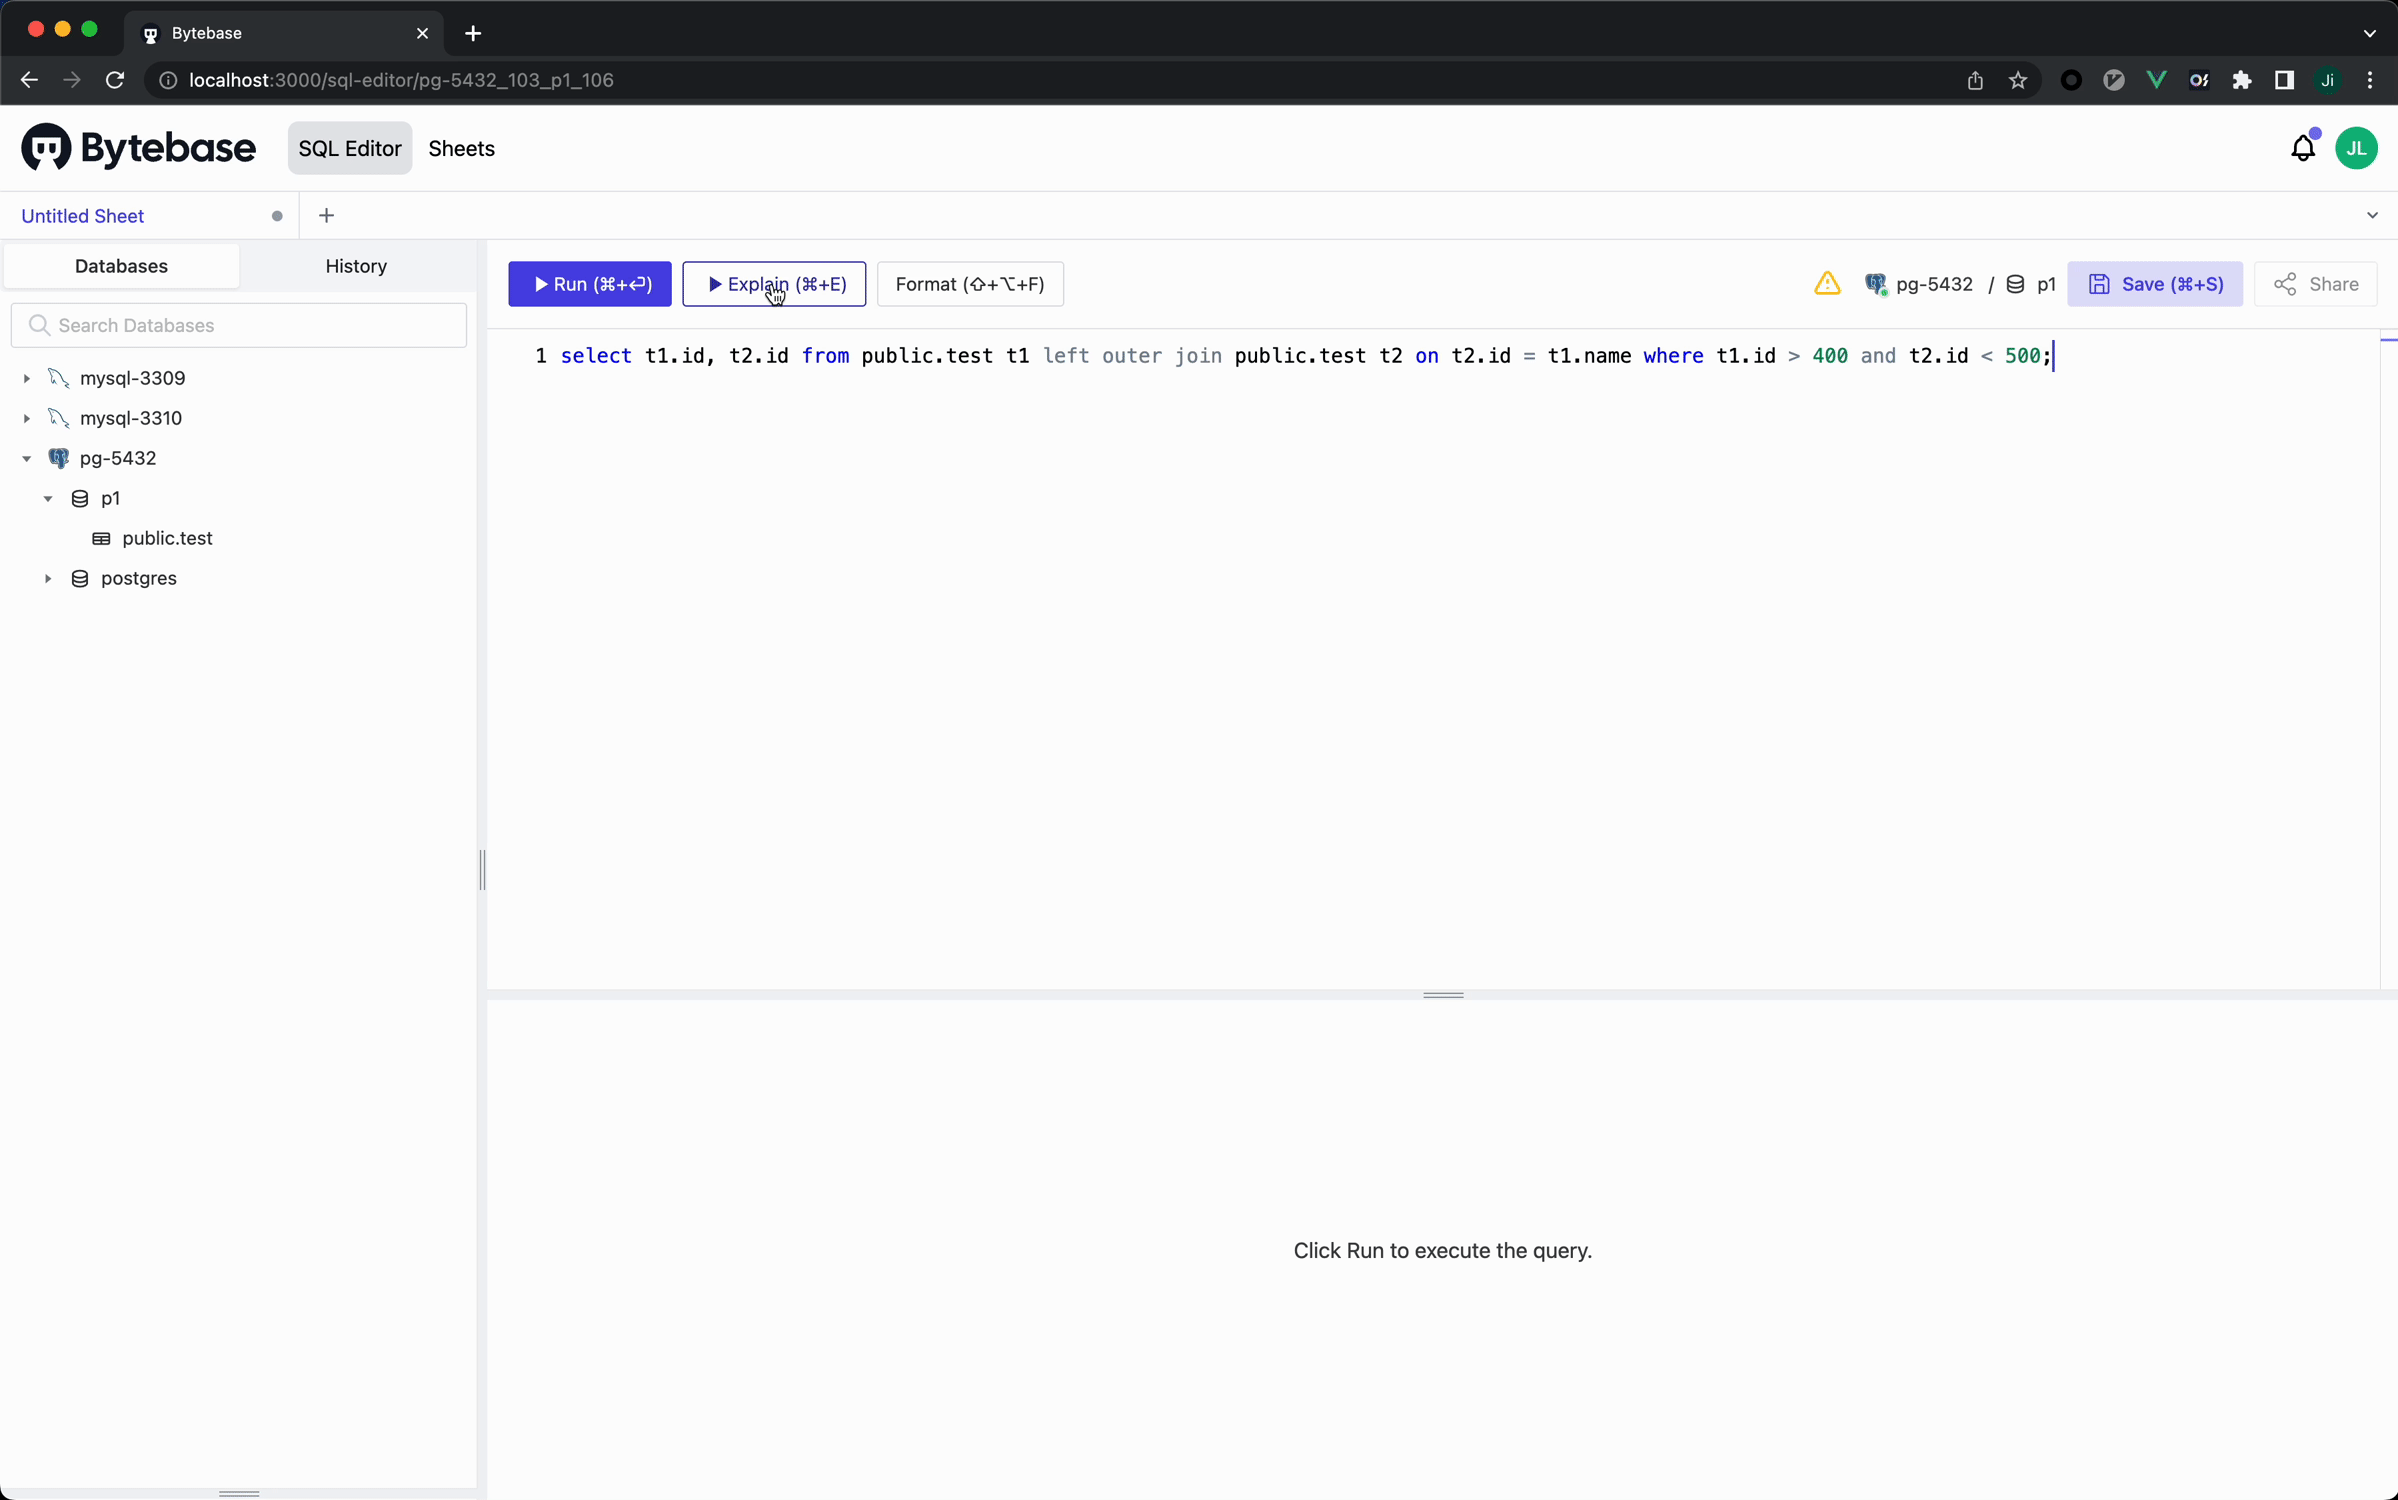 Bytebase
localhost:3000/sql-editor/pg-5432_103_p1_106
Ji
Bytebase
SQL Editor
Sheets
JL
Untitled Sheet
Databases
History
Run (⌘+⏎)
Explain (⌘+E)
Format (⇧+⌥+F)
pg-5432 / p1
Save (⌘+S)
Share
Search Databases
1 select t1.id, t2.id from public.test t1 left outer join public.test t2 on t2.id = t1.name where t1.id > 400 and t2.id < 500;
mysql-3309
mysql-3310
pg-5432
p1
public.test
postgres
Click Run to execute the query.